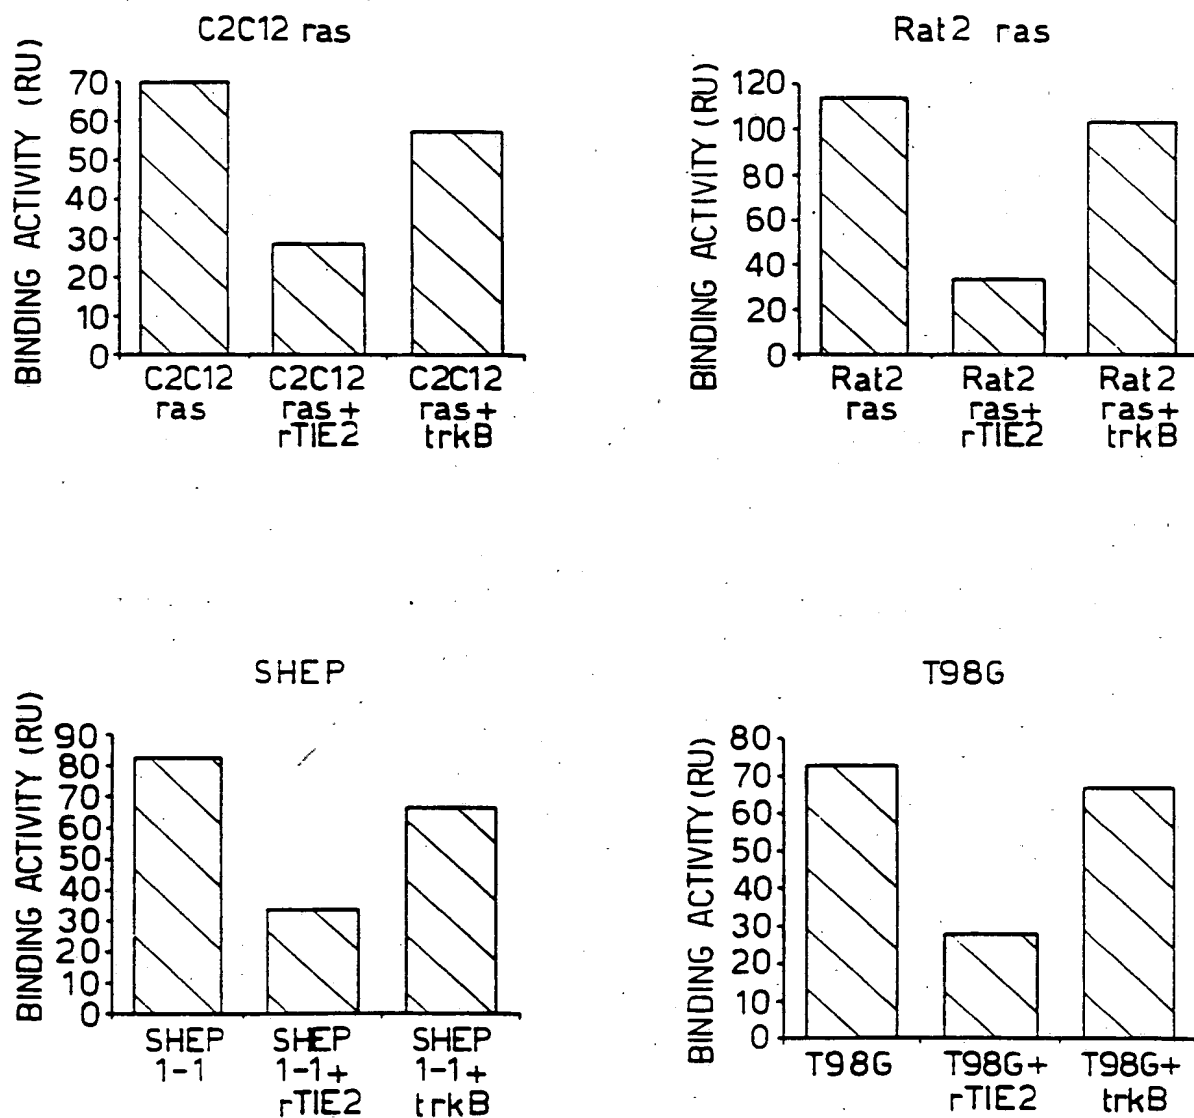 C2C12 ras
BINDING ACTIVITY (RU)
70
60
50
40
30
20
10
0
C2C12 C2C12 C2C12
ras ras+ ras+
rTIE2 trkB
Rat2 ras
BINDING ACTIVITY (RU)
120
100
80
60
40
20
0
Rat2 Rat2 Rat2
ras ras+ ras+
rTIE2 trkB
SHEP
BINDING ACTIVITY (RU)
90
80
70
60
50
40
30
20
10
0
SHEP SHEP SHEP
1-1 1-1+ 1-1+
rTIE2 trkB
T98G
BINDING ACTIVITY (RU)
80
70
60
50
40
30
20
10
0
T98G T98G+ T98G+
rTIE2 trkB